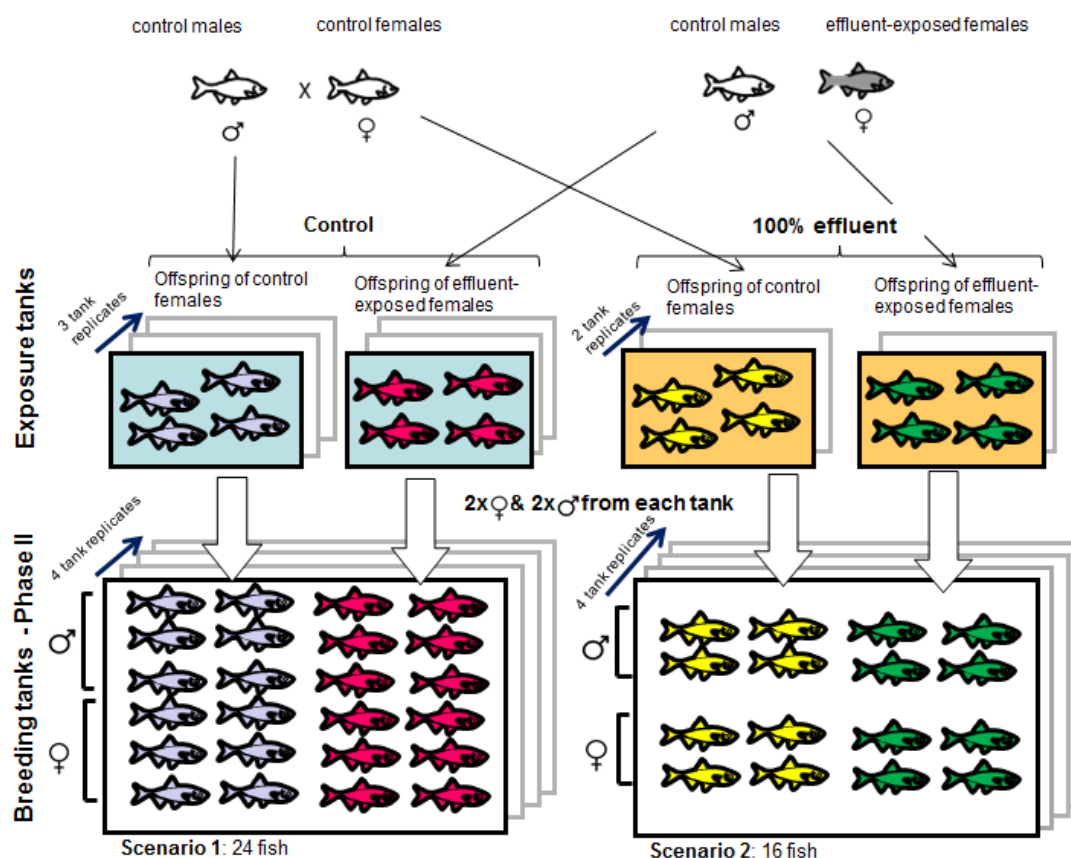 control males
control females
control males
effluent-exposed females
X
♂
♀
♂
♀
Control
100% effluent
Exposure tanks
3 tank
replicates
Offspring of control
females
Offspring of effluent-
exposed females
2 tank
replicates
Offspring of control
females
Offspring of effluent-
exposed females
2x♀ & 2x♂ from each tank
Breeding tanks - Phase II
4 tank replicates
♂
♀
4 tank replicates
♂
♀
Scenario 1: 24 fish
Scenario 2: 16 fish